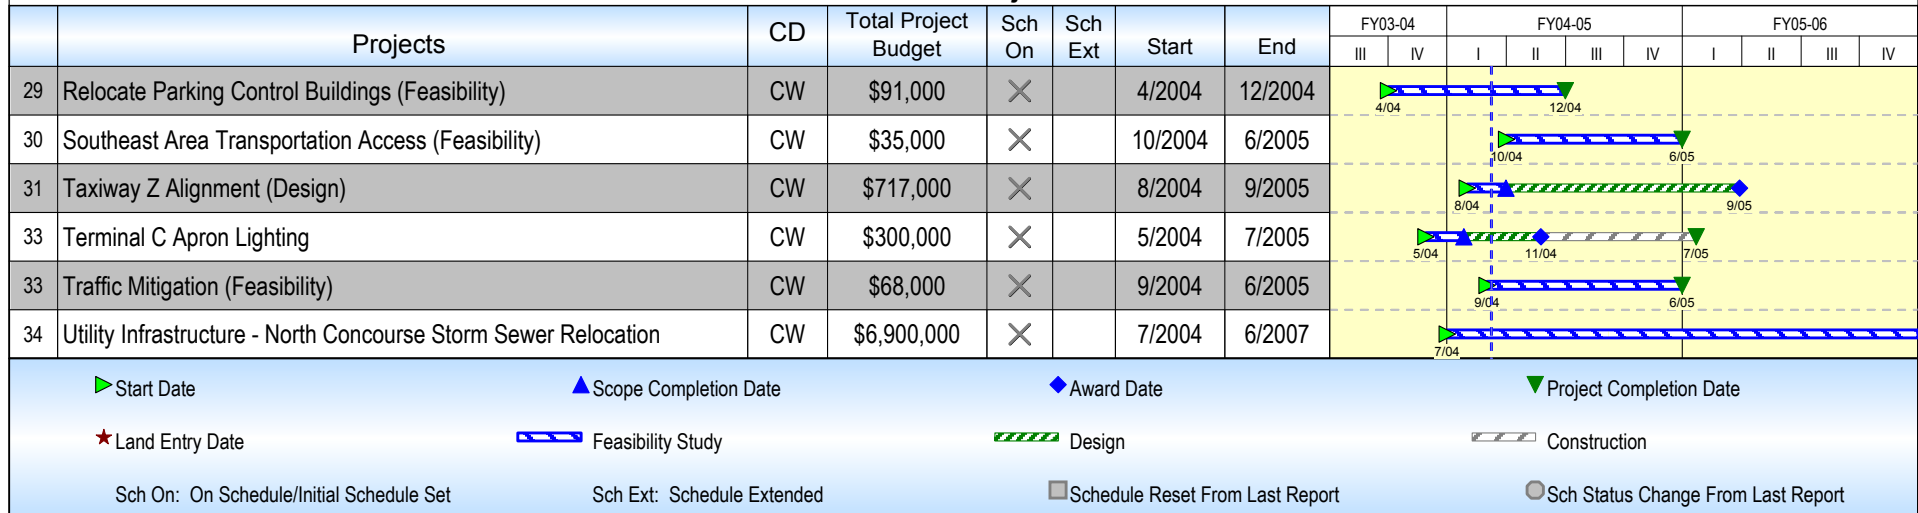 Projects CD Total Project Budget Sch On Sch Ext Start End FY03-04 FY04-05 FY05-06
III IV I II III IV I II III IV
29 Relocate Parking Control Buildings (Feasibility) CW $91,000 4/2004 12/2004 4/04 12/04
30 Southeast Area Transportation Access (Feasibility) CW $35,000 10/2004 6/2005 10/04 6/05
31 Taxiway Z Alignment (Design) CW $717,000 8/2004 9/2005 8/04 9/05
33 Terminal C Apron Lighting CW $300,000 5/2004 7/2005 5/04 11/04 7/05
33 Traffic Mitigation (Feasibility) CW $68,000 9/2004 6/2005 9/04 6/05
34 Utility Infrastructure - North Concourse Storm Sewer Relocation CW $6,900,000 7/2004 6/2007 7/04
Start Date Scope Completion Date Award Date Project Completion Date
Land Entry Date Feasibility Study Design Construction
Sch On: On Schedule/Initial Schedule Set Sch Ext: Schedule Extended Schedule Reset From Last Report Sch Status Change From Last Report